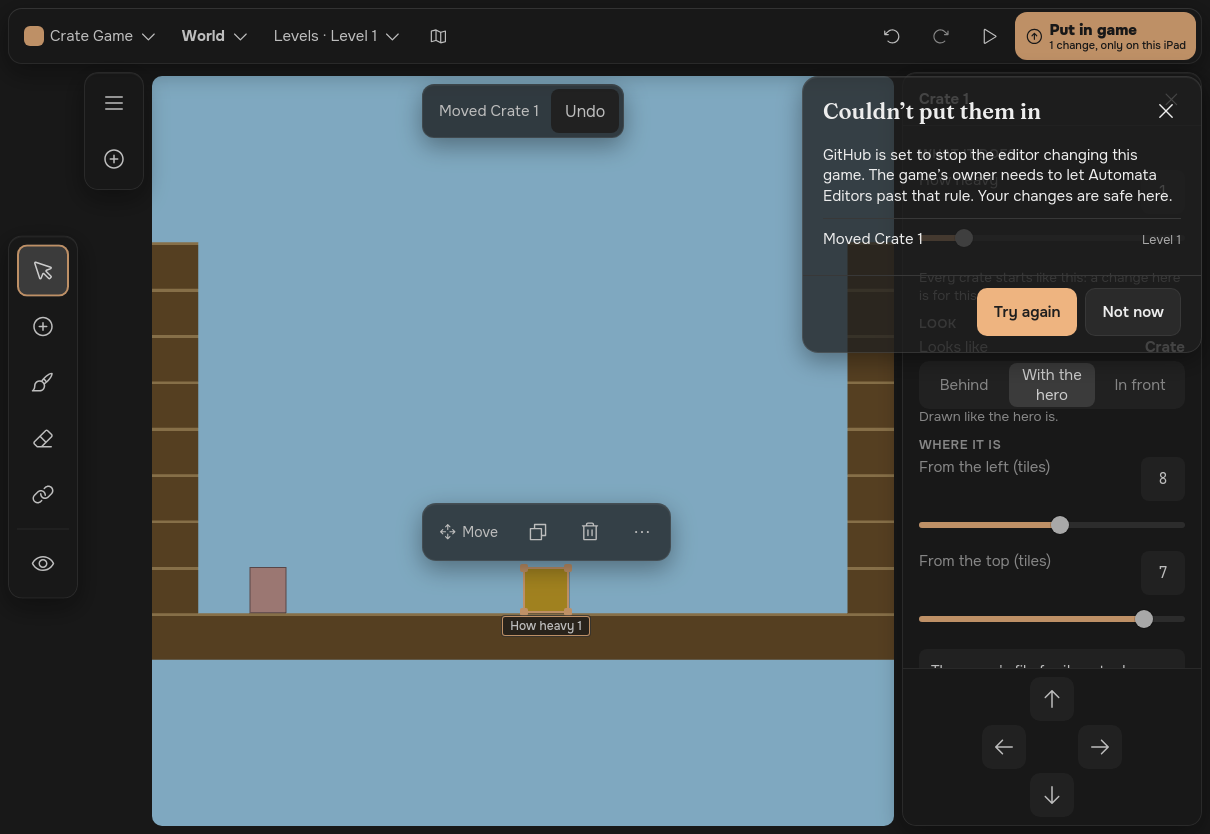 Crate Game
World
Levels · Level 1
Put in game
1 change, only on this iPad
Moved Crate 1
Undo
Crate 1
Couldn't put them in
GitHub is set to stop the editor changing this
game. The game's owner needs to let Automata
Editors past that rule. Your changes are safe here.
How heavy
1
Moved Crate 1
Level 1
Every crate starts like this: a change here
is for this
Try again
Not now
LOOK
Looks like
Crate
Behind
With the
hero
In front
Drawn like the hero is.
WHERE IT IS
From the left (tiles)
8
From the top (tiles)
7
Move
How heavy 1